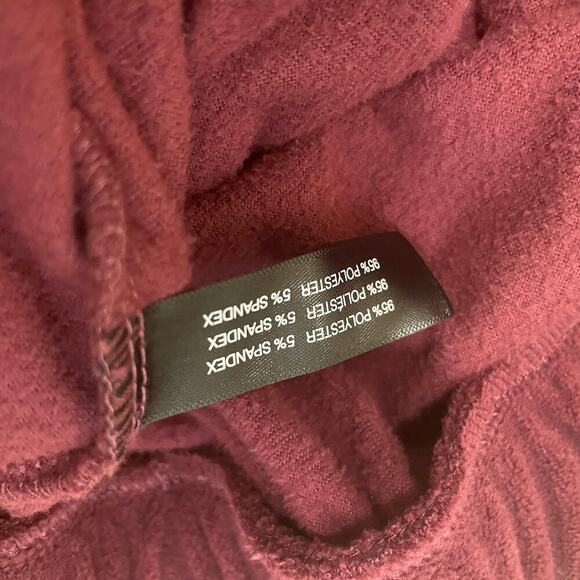 95% POLYESTER 5% SPANDEX
95% POLIÉSTER 5% SPANDEX
95% POLYESTER 5% SPANDEX